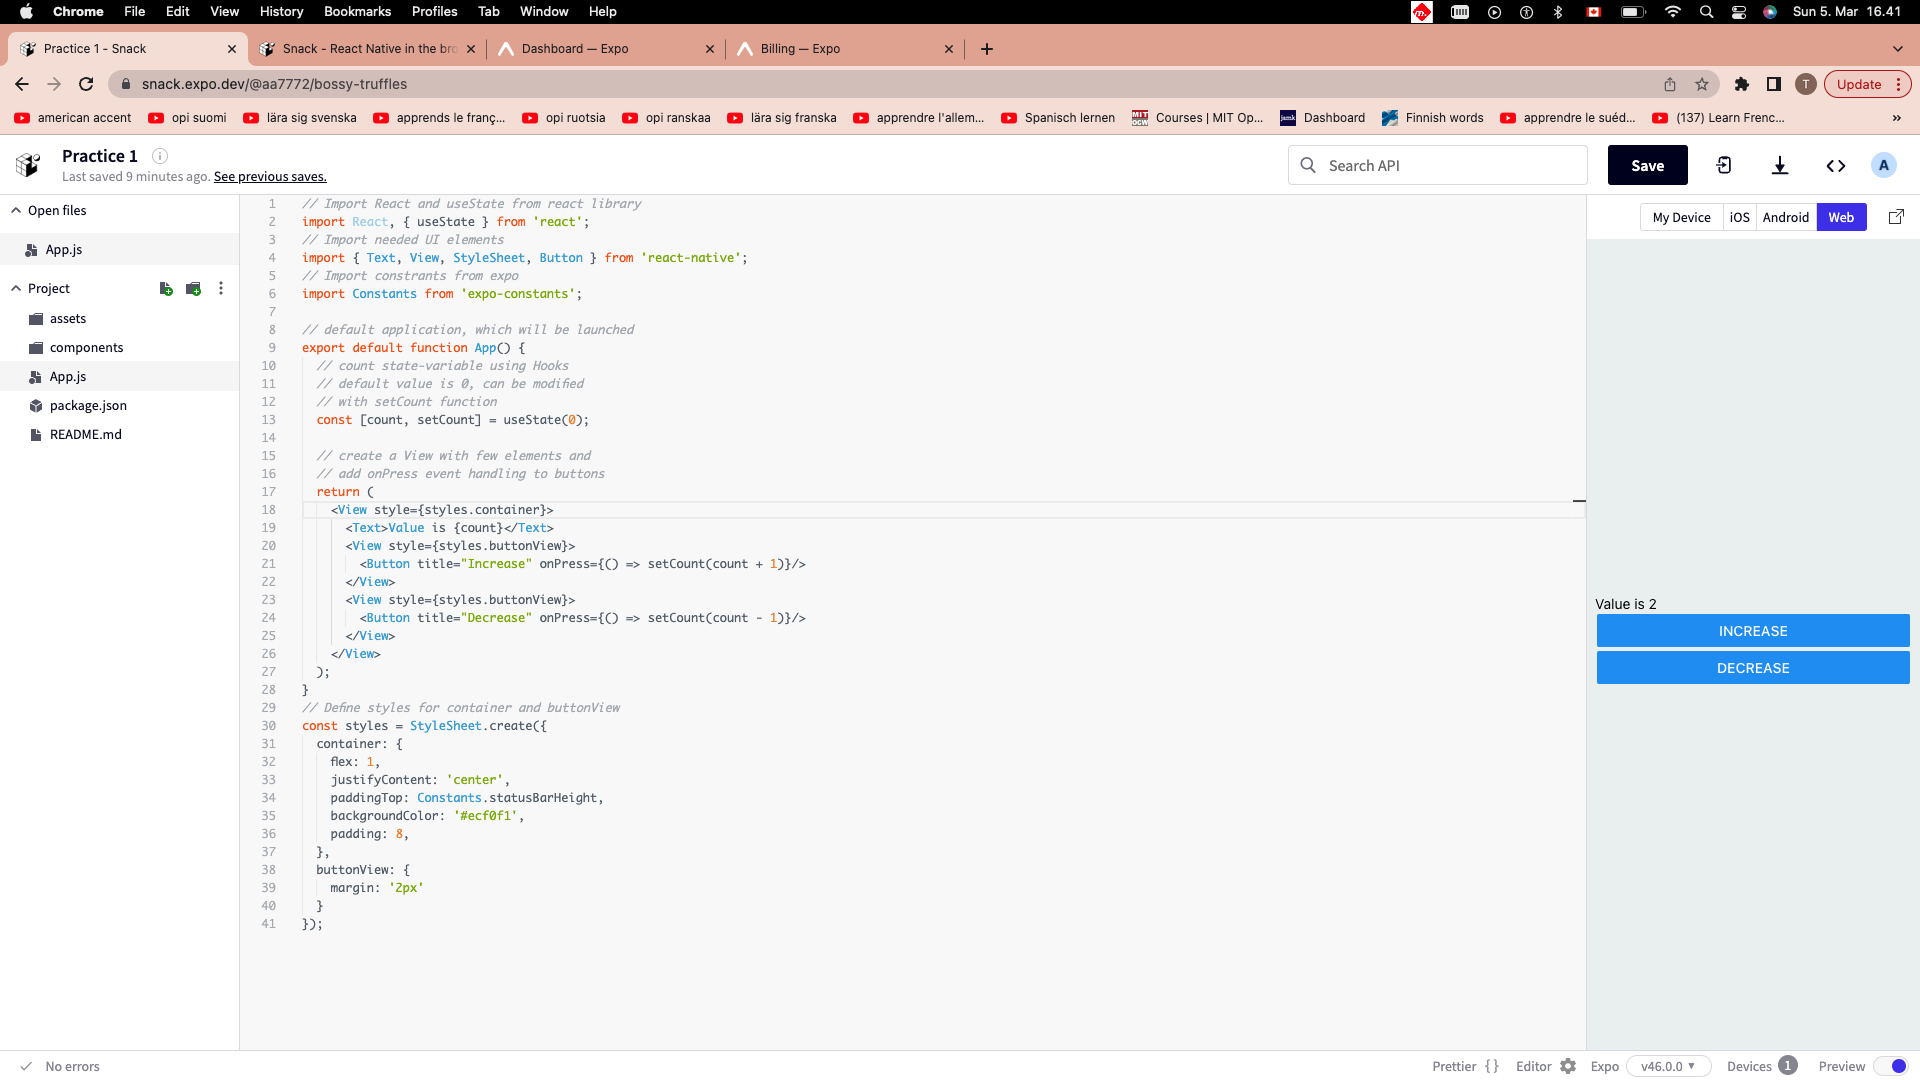 Chrome File Edit View History Bookmarks Profiles Tab Window Help Sun 5. Mar 16.41
Practice 1 - Snack Snack - React Native in the bro Dashboard — Expo Billing — Expo
snack.expo.dev/@aa7772/bossy-truffles T Update
american accent opi suomi lära sig svenska apprends le franç... opi ruotsia opi ranskaa lära sig franska apprendre l'allem... Spanisch lernen MIT OCW Courses | MIT Op... jamk Dashboard Finnish words apprendre le suéd... (137) Learn Frenc... »
Practice 1
Last saved 9 minutes ago. See previous saves.
Search API Save A
Open files
App.js
Project
assets
components
App.js
package.json
README.md
1 // Import React and useState from react library
2 import React, { useState } from 'react';
3 // Import needed UI elements
4 import { Text, View, StyleSheet, Button } from 'react-native';
5 // Import constrants from expo
6 import Constants from 'expo-constants';
7
8 // default application, which will be launched
9 export default function App() {
10 // count state-variable using Hooks
11 // default value is 0, can be modified
12 // with setCount function
13 const [count, setCount] = useState(0);
14
15 // create a View with few elements and
16 // add onPress event handling to buttons
17 return (
18 <View style={styles.container}>
19 <Text>Value is {count}</Text>
20 <View style={styles.buttonView}>
21 <Button title="Increase" onPress={() => setCount(count + 1)}/>
22 </View>
23 <View style={styles.buttonView}>
24 <Button title="Decrease" onPress={() => setCount(count - 1)}/>
25 </View>
26 </View>
27 );
28 }
29 // Define styles for container and buttonView
30 const styles = StyleSheet.create({
31 container: {
32 flex: 1,
33 justifyContent: 'center',
34 paddingTop: Constants.statusBarHeight,
35 backgroundColor: '#ecf0f1',
36 padding: 8,
37 },
38 buttonView: {
39 margin: '2px'
40 }
41 });
My Device iOS Android Web
Value is 2
INCREASE
DECREASE
No errors Prettier {} Editor Expo v46.0.0 Devices 1 Preview